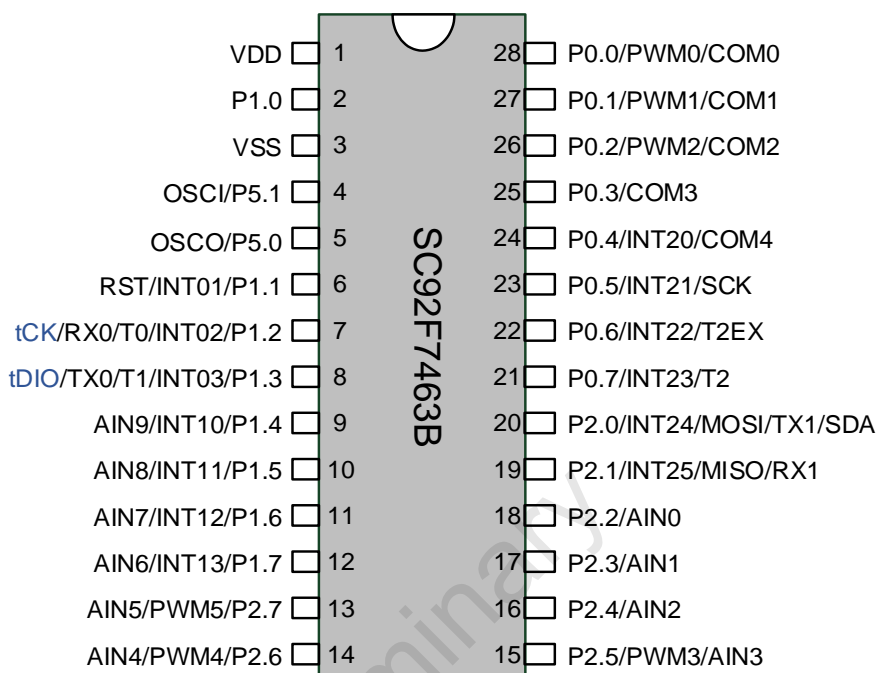 VDD 1 28 P0.0/PWM0/COM0
P1.0 2 27 P0.1/PWM1/COM1
VSS 3 26 P0.2/PWM2/COM2
OSCI/P5.1 4 25 P0.3/COM3
OSCO/P5.0 5 24 P0.4/INT20/COM4
RST/INT01/P1.1 6 23 P0.5/INT21/SCK
tCK/RX0/T0/INT02/P1.2 7 22 P0.6/INT22/T2EX
tDIO/TX0/T1/INT03/P1.3 8 21 P0.7/INT23/T2
AIN9/INT10/P1.4 9 20 P2.0/INT24/MOSI/TX1/SDA
AIN8/INT11/P1.5 10 19 P2.1/INT25/MISO/RX1
AIN7/INT12/P1.6 11 18 P2.2/AIN0
AIN6/INT13/P1.7 12 17 P2.3/AIN1
AIN5/PWM5/P2.7 13 16 P2.4/AIN2
AIN4/PWM4/P2.6 14 15 P2.5/PWM3/AIN3
SC92F7463B